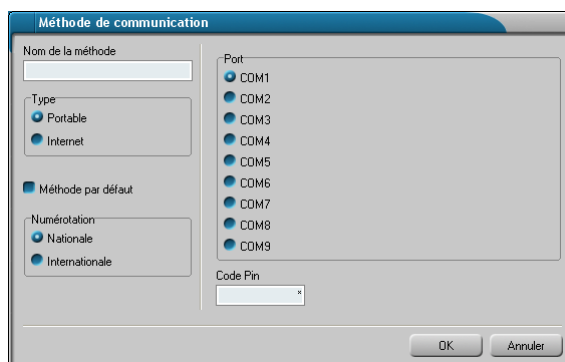 Méthode de communication
Nom de la méthode
Type
Portable
Internet
Méthode par défaut
Numérotation
Nationale
Internationale
Port
COM1
COM2
COM3
COM4
COM5
COM6
COM7
COM8
COM9
Code Pin
*
OK
Annuler